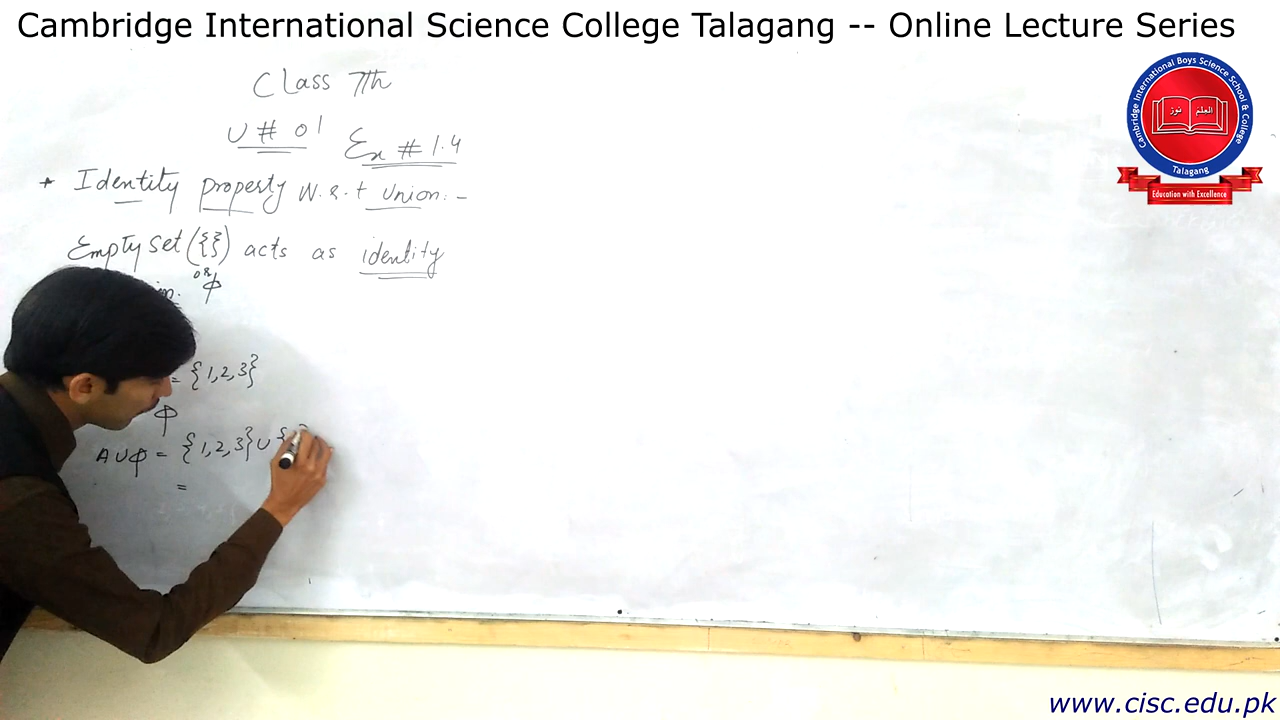 Cambridge International Science College Talagang -- Online Lecture Series
Cambridge International Boys Science School & College
العلم نور
Talagang
Education with Excellence
Class 7th
U # 01
Ex # 1.4
* Identity property w.r.t union:-
Empty set ({}) acts as identity
or φ
= {1,2,3}
φ
A∪φ = {1,2,3}∪{
=
www.cisc.edu.pk